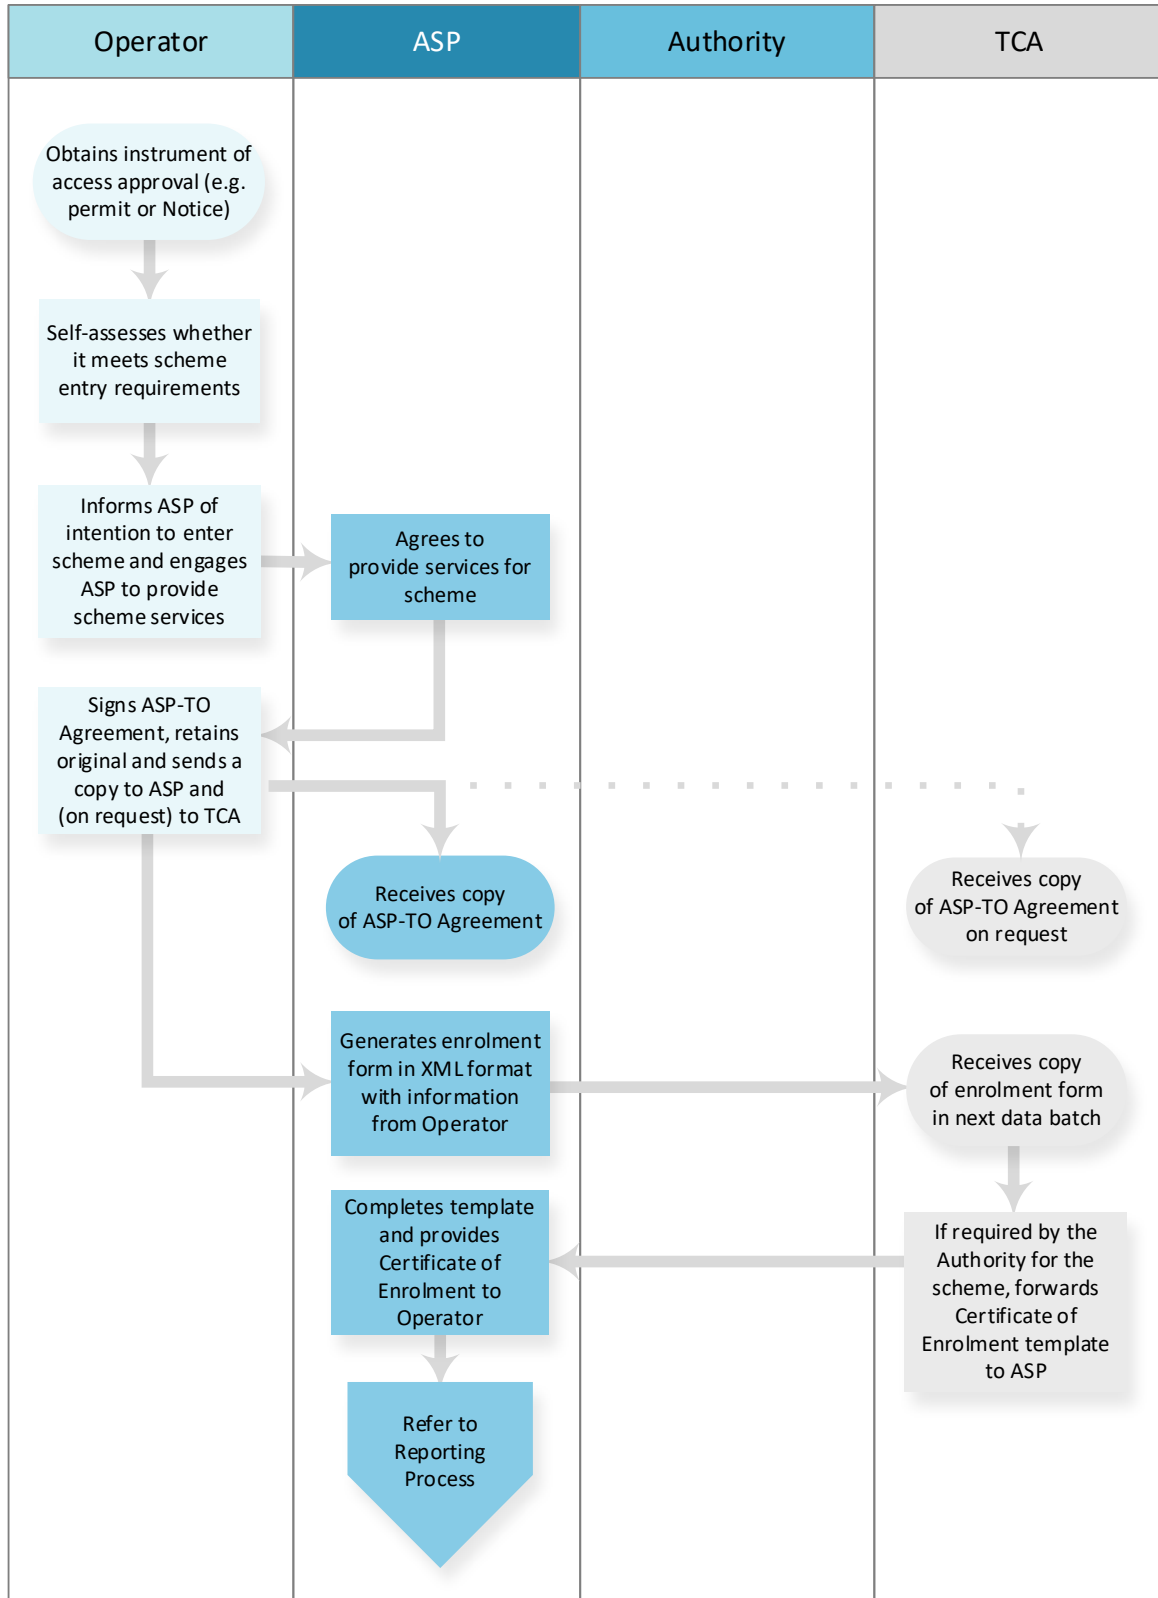 Operator
ASP
Authority
TCA
Obtains instrument of
access approval (e.g.
permit or Notice)
Self-assesses whether
it meets scheme
entry requirements
Informs ASP of
intention to enter
scheme and engages
ASP to provide
scheme services
Agrees to
provide services for
scheme
Signs ASP-TO
Agreement, retains
original and sends a
copy to ASP and
(on request) to TCA
Receives copy
of ASP-TO Agreement
Receives copy
of ASP-TO Agreement
on request
Generates enrolment
form in XML format
with information
from Operator
Receives copy
of enrolment form
in next data batch
Completes template
and provides
Certificate of
Enrolment to
Operator
If required by the
Authority for the
scheme, forwards
Certificate of
Enrolment template
to ASP
Refer to
Reporting
Process